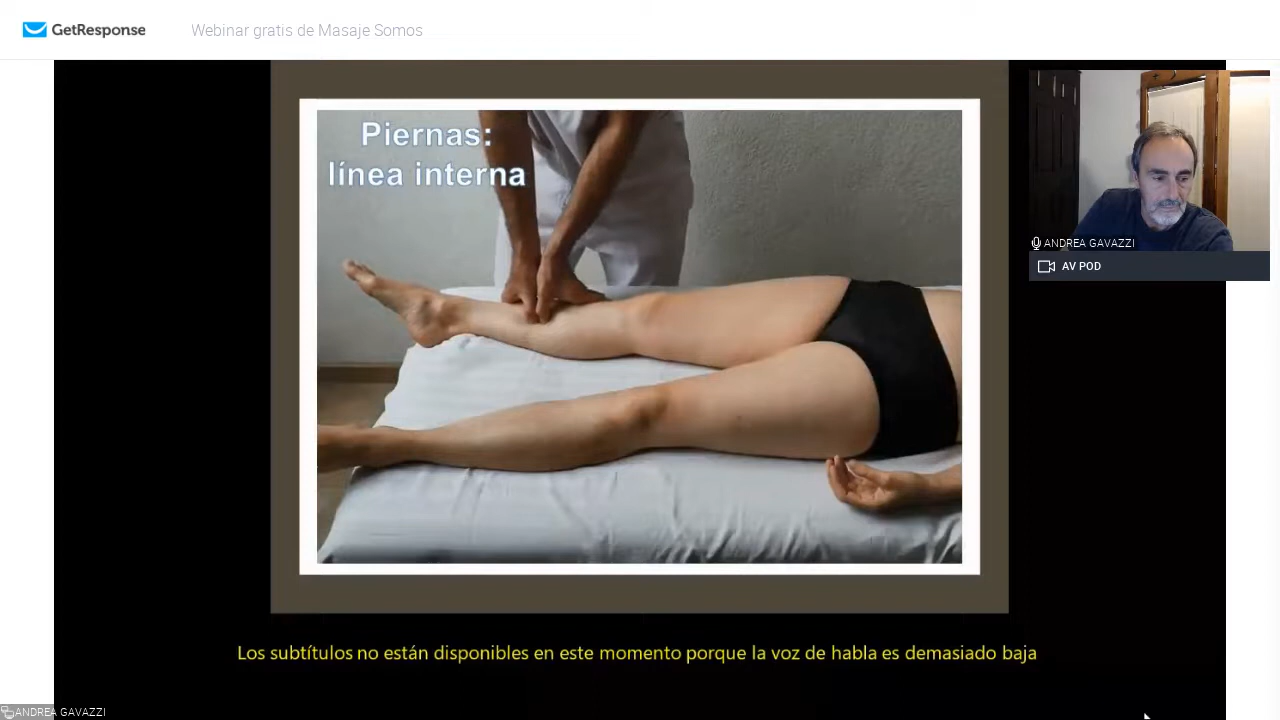 GetResponse
Webinar gratis de Masaje Somos
Piernas:
línea interna
ANDREA GAVAZZI
AV POD
Los subtítulos no están disponibles en este momento porque la voz de habla es demasiado baja
ANDREA GAVAZZI